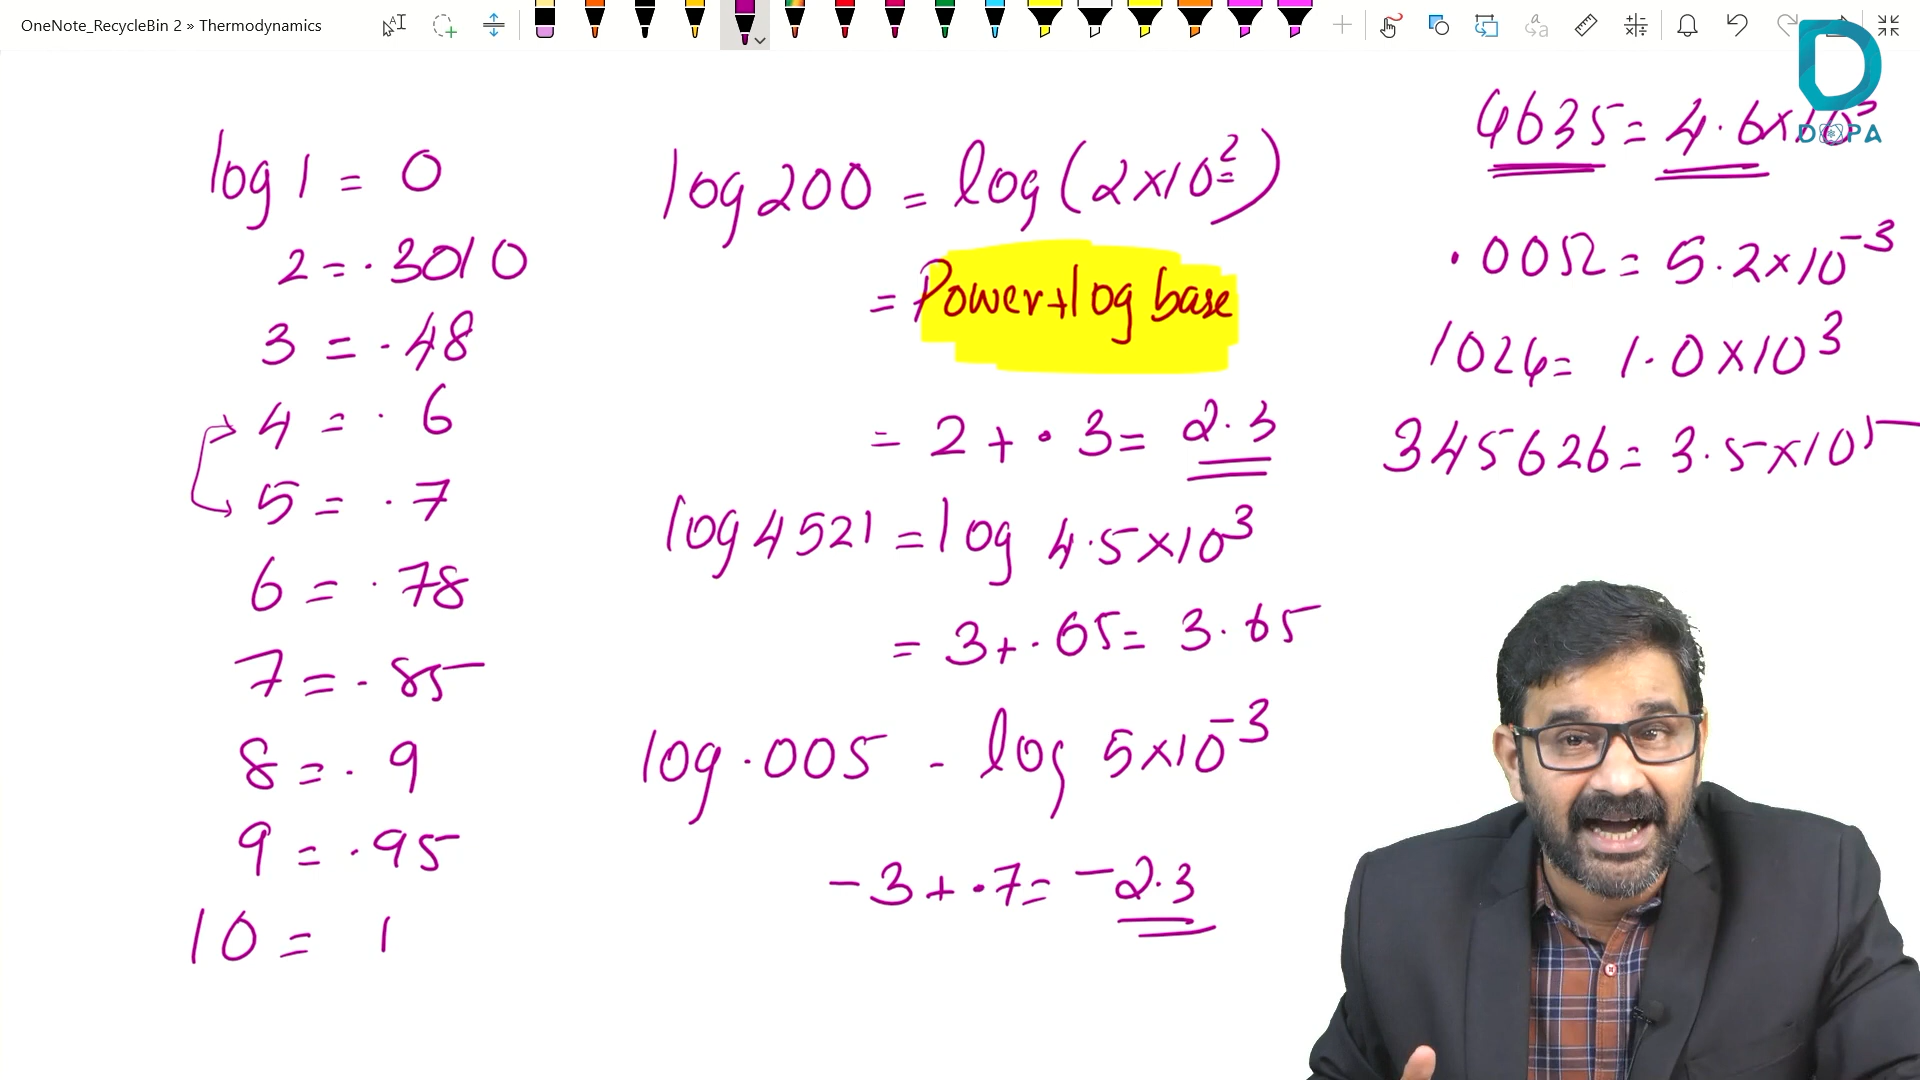 OneNote_RecycleBin 2 » Thermodynamics
DOPA
log 1 = 0
2 = .3010
3 = .48
4 = .6
5 = .7
6 = .78
7 = .85
8 = .9
9 = .95
10 = 1
log 200 = log (2×10²)
= Power + log base
= 2 + .3 = 2.3
log 4521 = log 4.5×10³
= 3 + .65 = 3.65
log .005 - log 5×10⁻³
-3 + .7 = -2.3
4635 = 4.6×10³
.0052 = 5.2×10⁻³
1026 = 1.0×10³
345626 = 3.5×10⁵